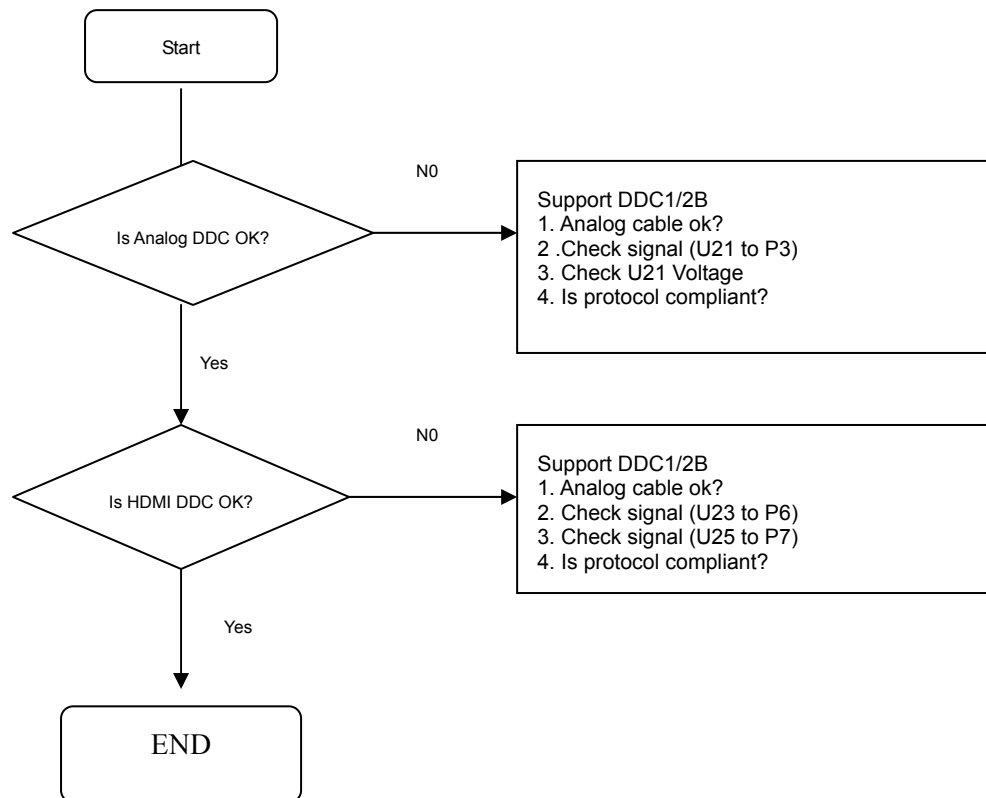 Start
N0
Is Analog DDC OK?
Support DDC1/2B
1. Analog cable ok?
2 .Check signal (U21 to P3)
3. Check U21 Voltage
4. Is protocol compliant?
Yes
N0
Is HDMI DDC OK?
Support DDC1/2B
1. Analog cable ok?
2. Check signal (U23 to P6)
3. Check signal (U25 to P7)
4. Is protocol compliant?
Yes
END